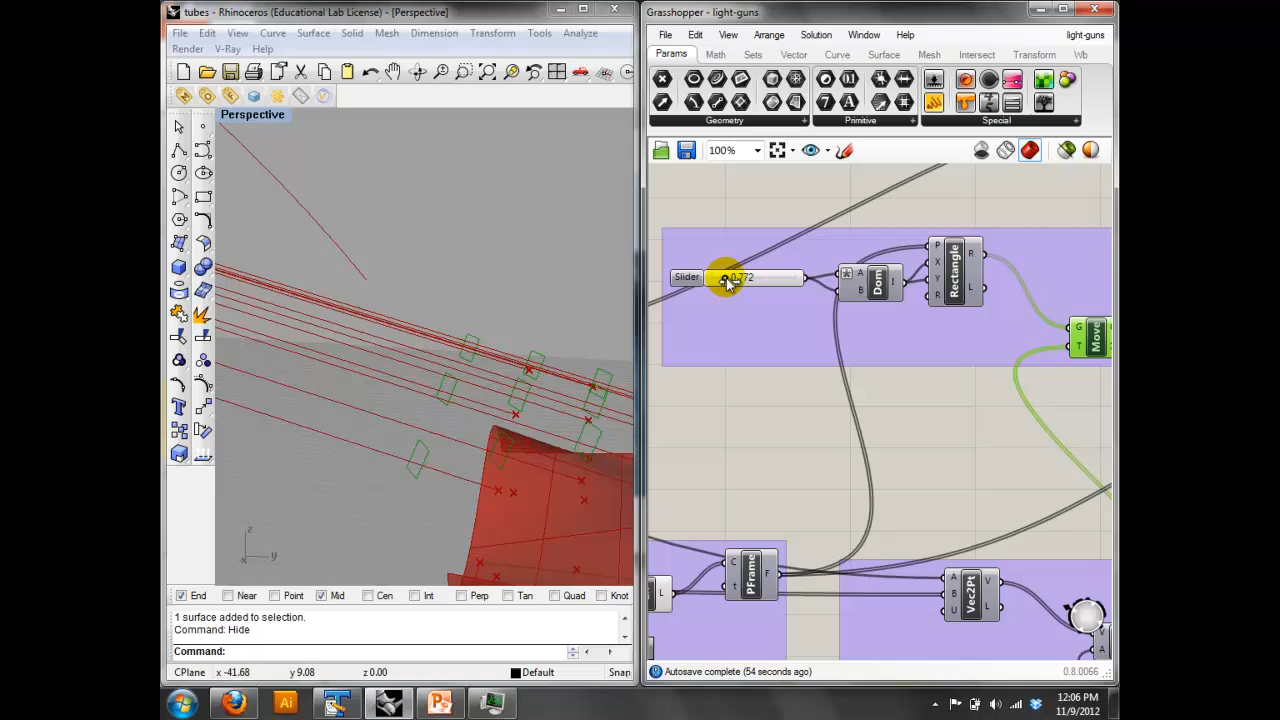 tubes - Rhinoceros (Educational Lab License) - [Perspective]
File Edit View Curve Surface Solid Mesh Dimension Transform Tools Analyze
Render V-Ray Help
Perspective
z
y
End Near Point Mid Cen Int Perp Tan Quad Knot
1 surface added to selection.
Command: Hide
Command:
CPlane x -41.68 y 9.08 z 0.00 Default Snap
Grasshopper - light-guns
File Edit View Arrange Solution Window Help light-guns
Params Math Sets Vector Curve Surface Mesh Intersect Transform Wb
Geometry Primitive Special
100%
Slider 0.772
A
B
Dom
I
P
X
Y
R
Rectangle
R
L
G
T
Move
L
C
t
PFrame
F
A
B
U
Vec2Pt
V
L
V
A
Autosave complete (54 seconds ago) 0.8.0066
Ai
12:06 PM
11/9/2012